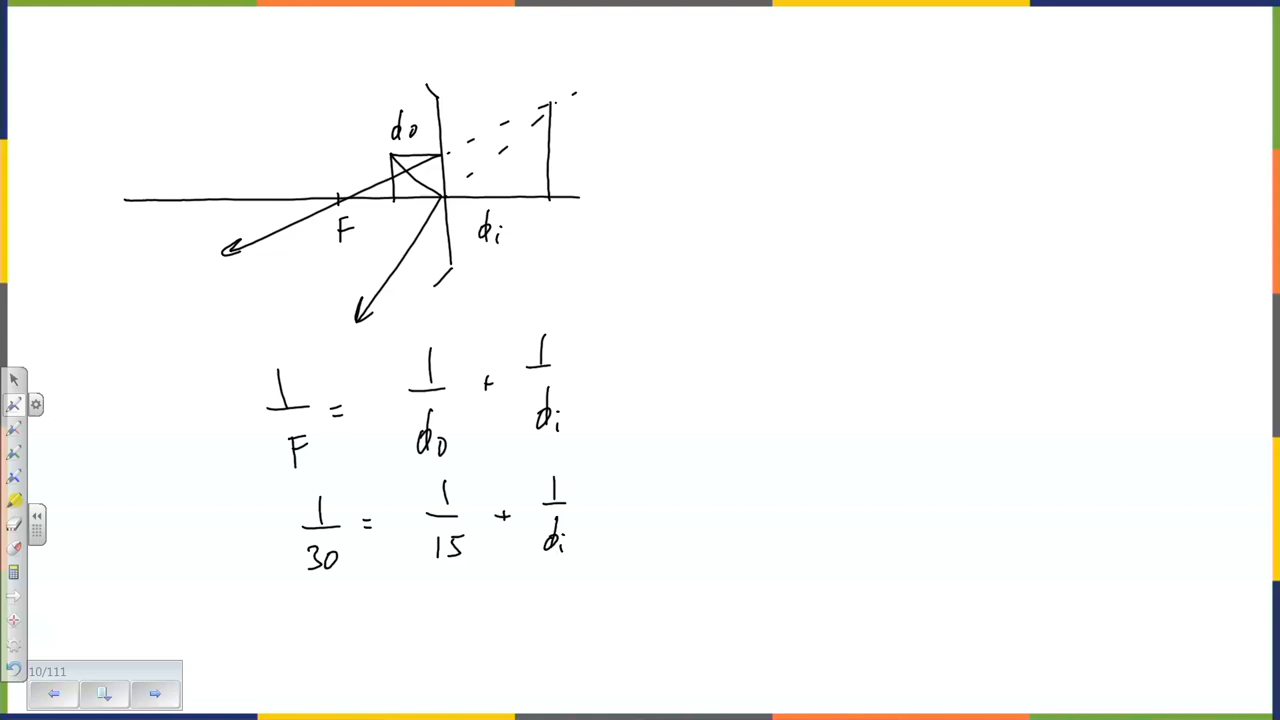 do
F
di
1/F = 1/do + 1/di
1/30 = 1/15 + 1/di
10/111